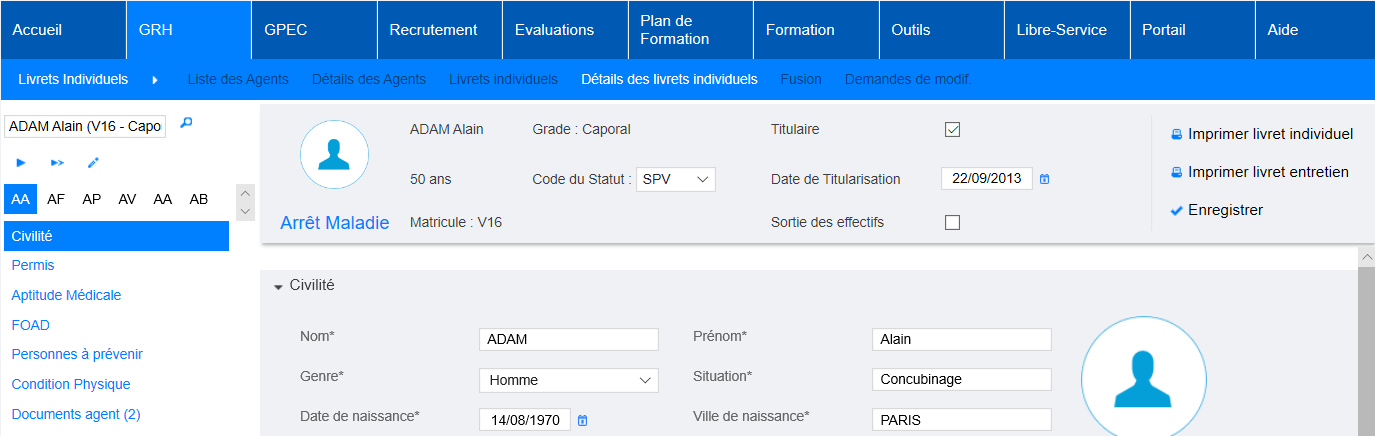 Accueil
GRH
GPEC
Recrutement
Evaluations
Plan de
Formation
Formation
Outils
Libre-Service
Portail
Aide
Livrets Individuels
Liste des Agents
Détails des Agents
Livrets individuels
Détails des livrets individuels
Fusion
Demandes de modif.
ADAM Alain (V16 - Capo
AA AF AP AV AA AB
Civilité
Permis
Aptitude Médicale
FOAD
Personnes à prévenir
Condition Physique
Documents agent (2)
Arrêt Maladie
ADAM Alain
50 ans
Matricule : V16
Grade : Caporal
Code du Statut : SPV
Titulaire
Date de Titularisation 22/09/2013
Sortie des effectifs
Imprimer livret individuel
Imprimer livret entretien
Enregistrer
Civilité
Nom* ADAM Prénom* Alain
Genre* Homme Situation* Concubinage
Date de naissance* 14/08/1970 Ville de naissance* PARIS